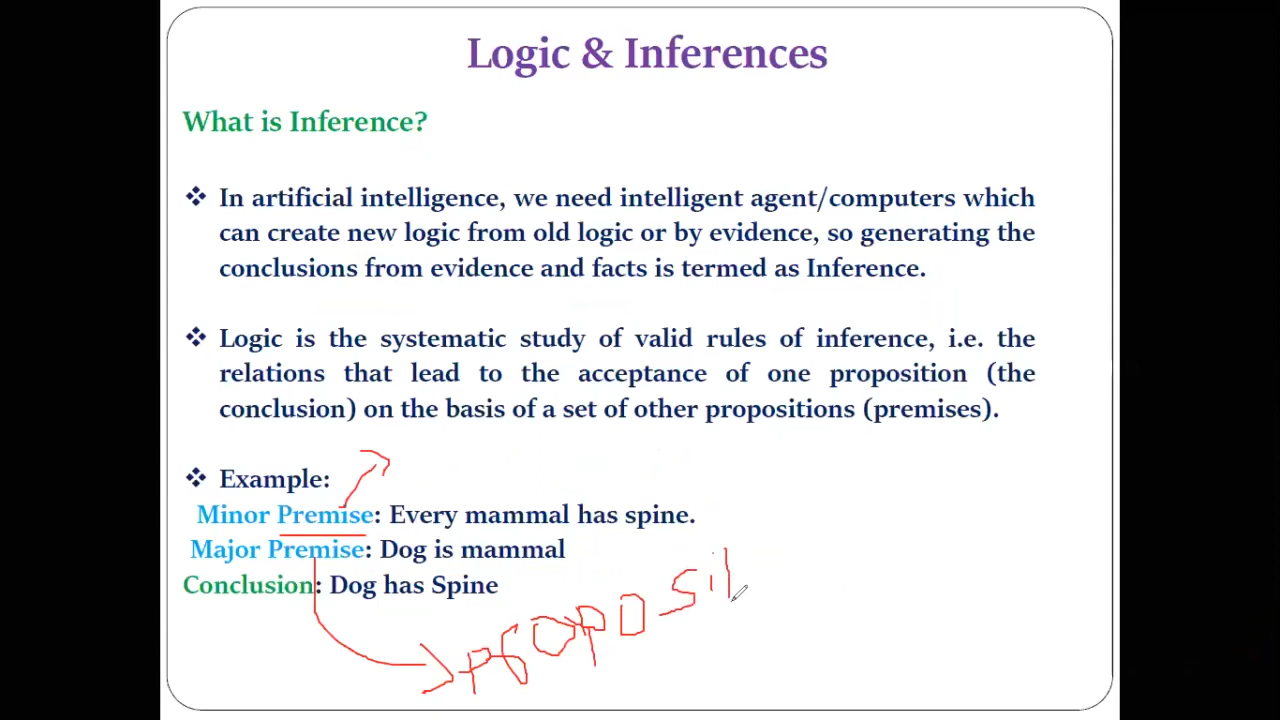 Logic & Inferences
What is Inference?
❖ In artificial intelligence, we need intelligent agent/computers which
can create new logic from old logic or by evidence, so generating the
conclusions from evidence and facts is termed as Inference.
❖ Logic is the systematic study of valid rules of inference, i.e. the
relations that lead to the acceptance of one proposition (the
conclusion) on the basis of a set of other propositions (premises).
❖ Example:
Minor Premise: Every mammal has spine.
Major Premise: Dog is mammal
Conclusion: Dog has Spine